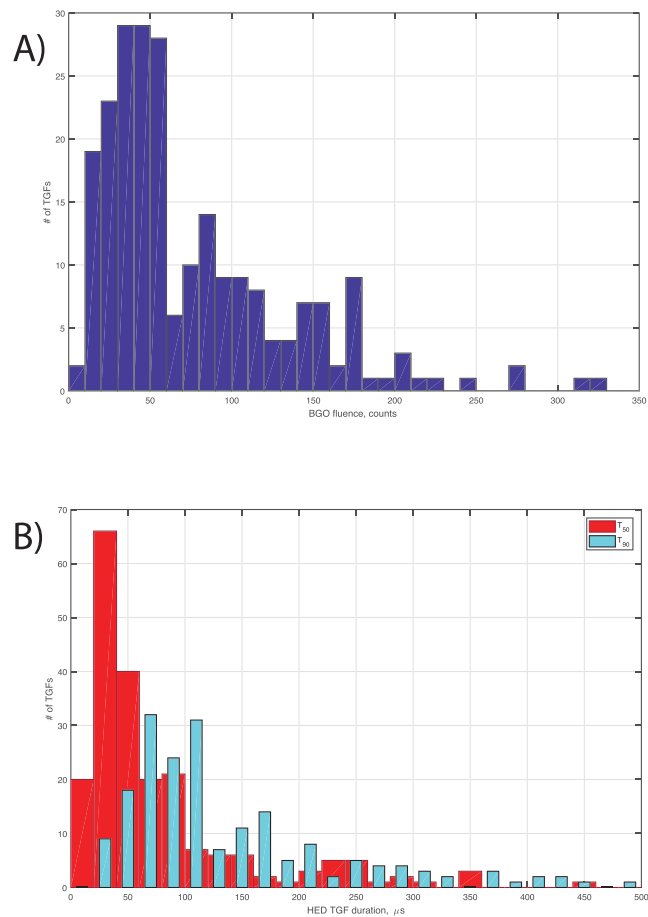 A)
30
25
20
15
10
5
0
# of TGFs
0 50 100 150 200 250 300 350
BGO fluence, counts
B)
70
60
50
40
30
20
10
0
# of TGFs
T50
T90
0 50 100 150 200 250 300 350 400 450 500
HED TGF duration, μs